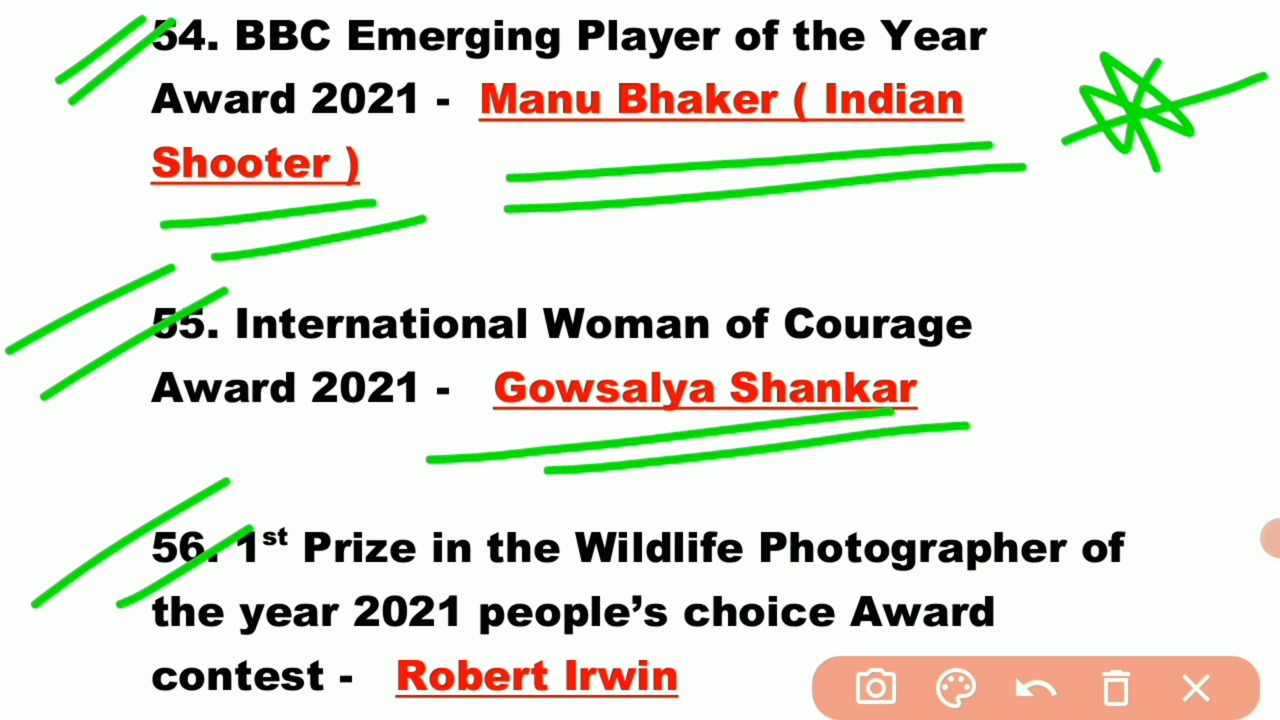 54. BBC Emerging Player of the Year
Award 2021 - Manu Bhaker ( Indian
Shooter )
55. International Woman of Courage
Award 2021 - Gowsalya Shankar
56. 1st Prize in the Wildlife Photographer of
the year 2021 people’s choice Award
contest - Robert Irwin